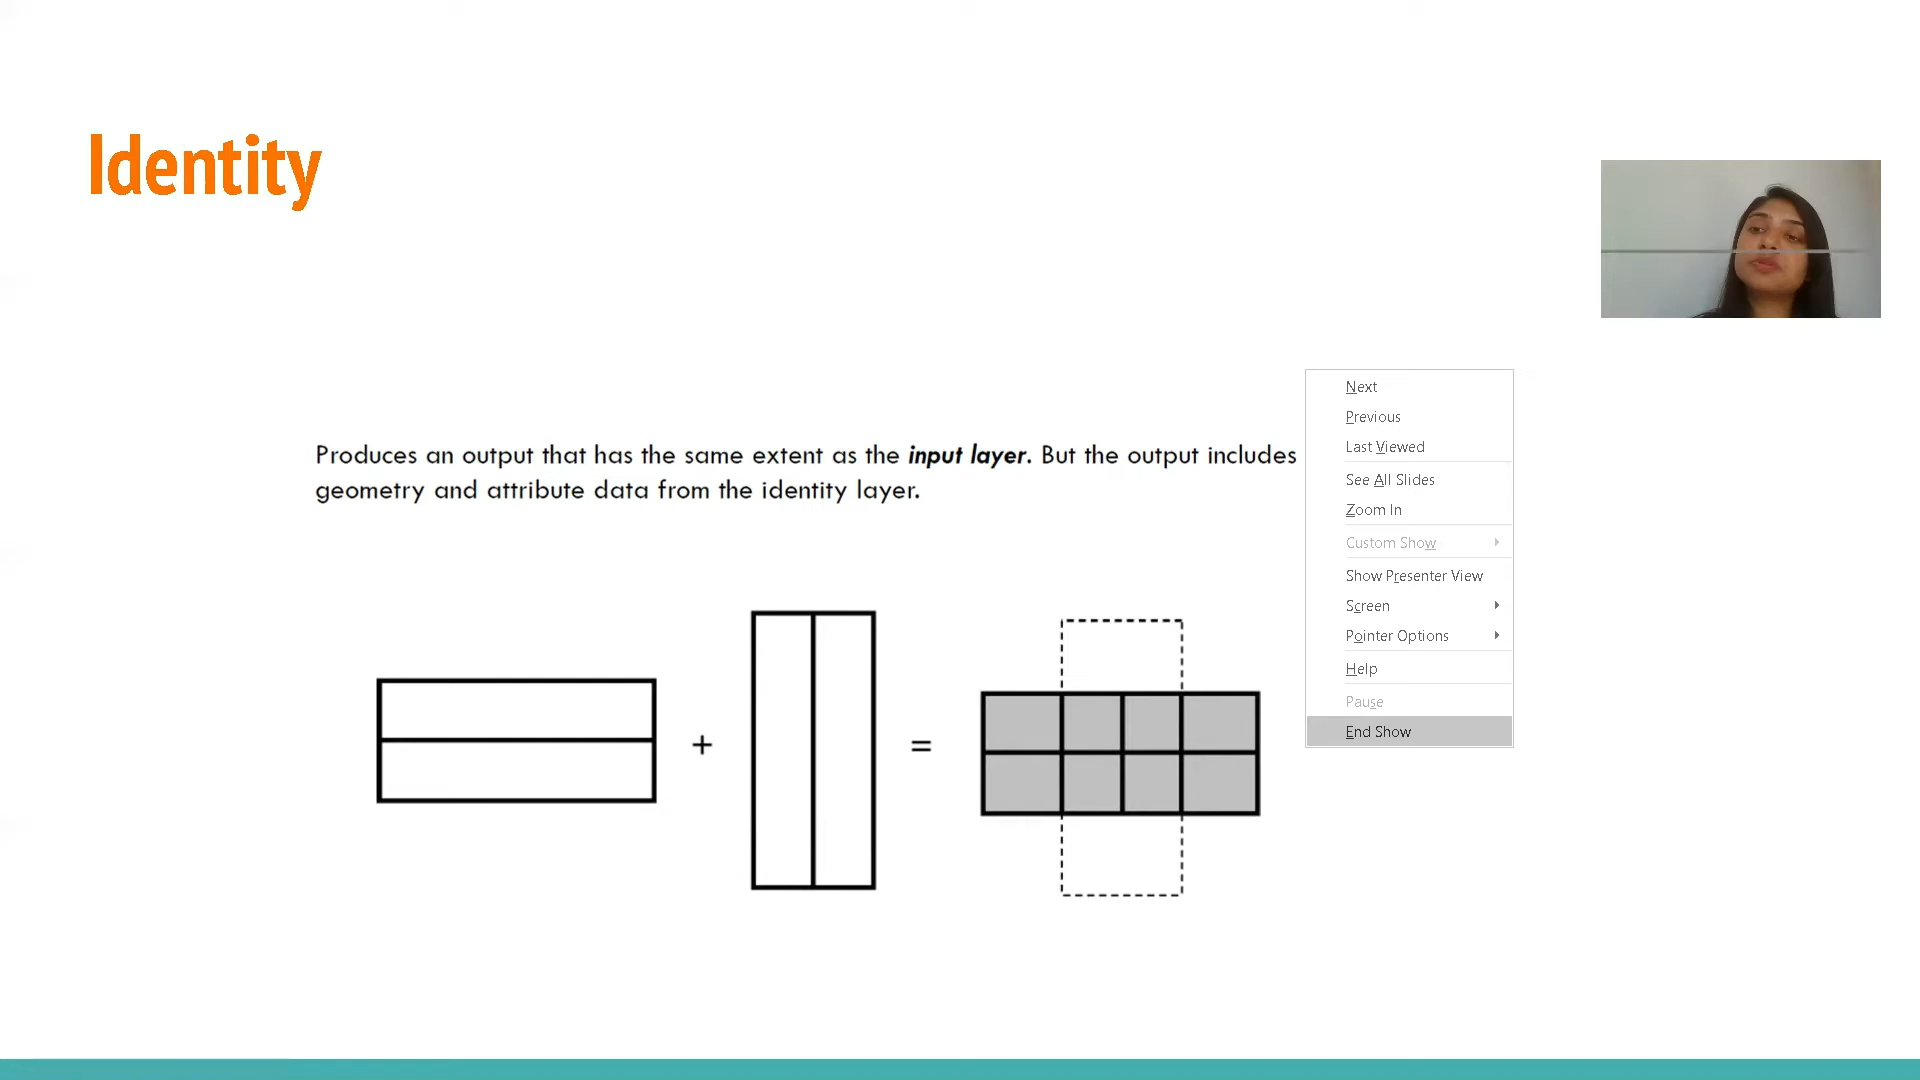 Identity
Produces an output that has the same extent as the input layer. But the output includes
geometry and attribute data from the identity layer.
+
=
Next
Previous
Last Viewed
See All Slides
Zoom In
Custom Show
Show Presenter View
Screen
Pointer Options
Help
Pause
End Show